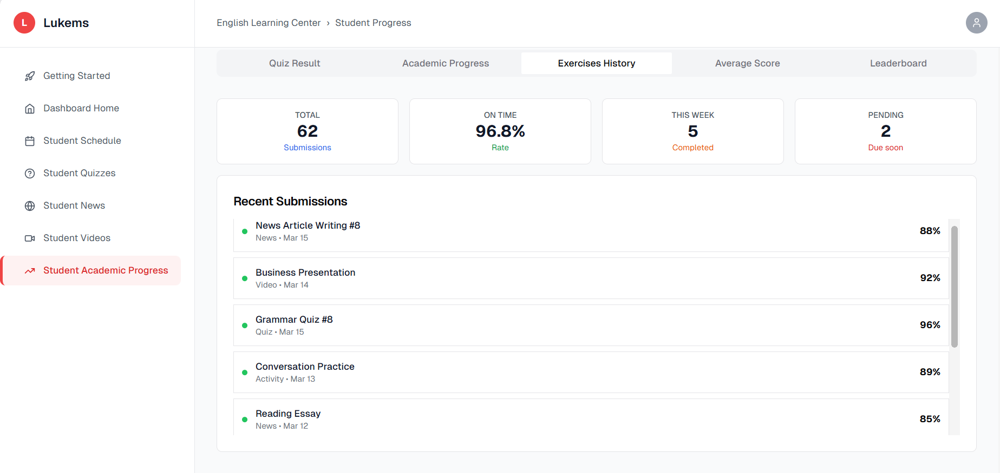 L
Lukems
English Learning Center › Student Progress
Getting Started
Dashboard Home
Student Schedule
Student Quizzes
Student News
Student Videos
Student Academic Progress
Quiz Result
Academic Progress
Exercises History
Average Score
Leaderboard
TOTAL
62
Submissions
ON TIME
96.8%
Rate
THIS WEEK
5
Completed
PENDING
2
Due soon
Recent Submissions
News Article Writing #8
News • Mar 15
88%
Business Presentation
Video • Mar 14
92%
Grammar Quiz #8
Quiz • Mar 15
96%
Conversation Practice
Activity • Mar 13
89%
Reading Essay
News • Mar 12
85%